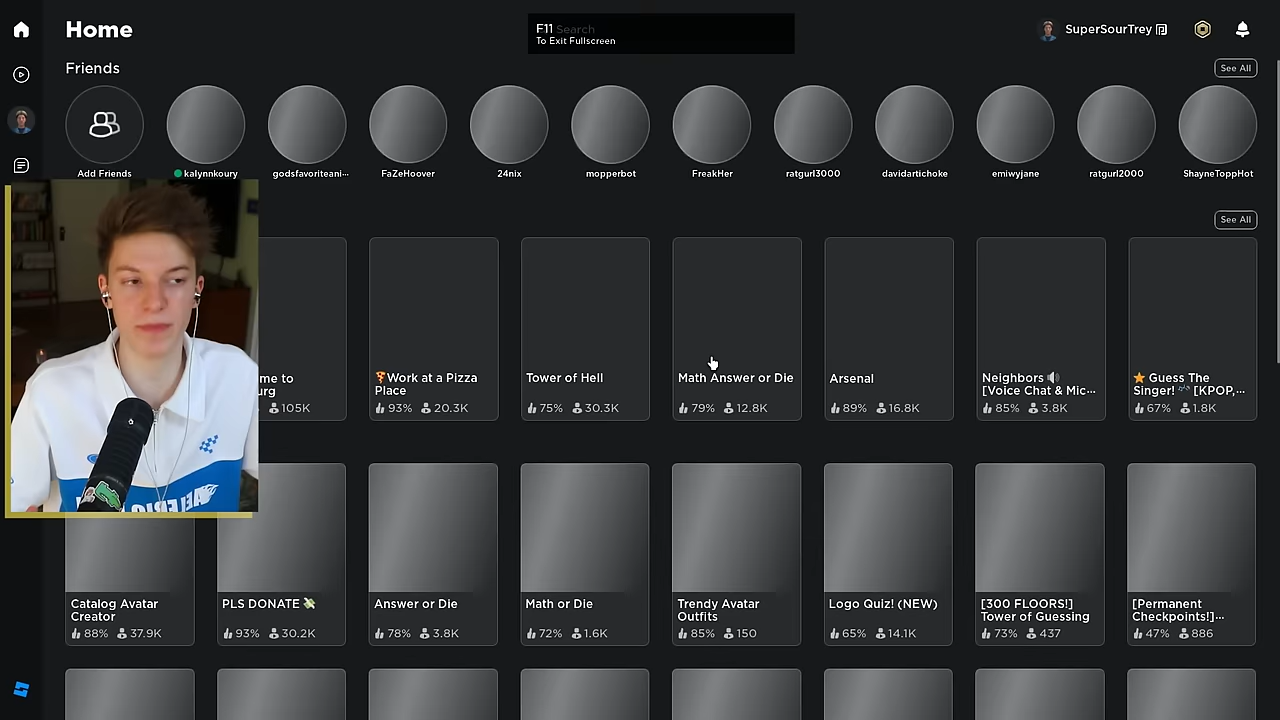 Home
F11 Search
To Exit Fullscreen
SuperSourTrey
Friends
See All
Add Friends
kalynnkoury
godsfavoriteani...
FaZeHoover
24nix
mopperbot
FreakHer
ratgurl3000
davidartichoke
emiwyjane
ratgurl2000
ShayneToppHot
See All
me to
urg
105K
🍕Work at a Pizza
Place
93% 20.3K
Tower of Hell
75% 30.3K
Math Answer or Die
79% 12.8K
Arsenal
89% 16.8K
Neighbors 🔊
[Voice Chat & Mic...
85% 3.8K
⭐ Guess The
Singer! 🎶 [KPOP,...
67% 1.8K
Catalog Avatar
Creator
88% 37.9K
PLS DONATE 💸
93% 30.2K
Answer or Die
78% 3.8K
Math or Die
72% 1.6K
Trendy Avatar
Outfits
85% 150
Logo Quiz! (NEW)
65% 14.1K
[300 FLOORS!]
Tower of Guessing
73% 437
[Permanent
Checkpoints!]...
47% 886